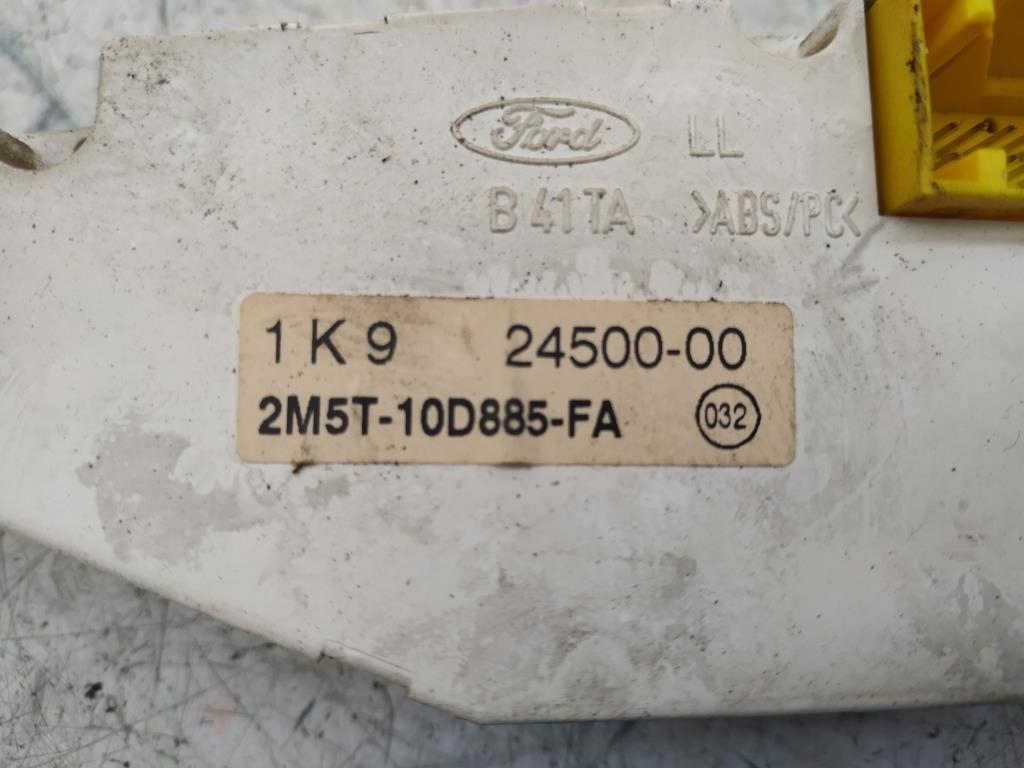 Ford LL
B 41 TA >ABS/PC<
1 K 9 24500-00
2M5T-10D885-FA 032